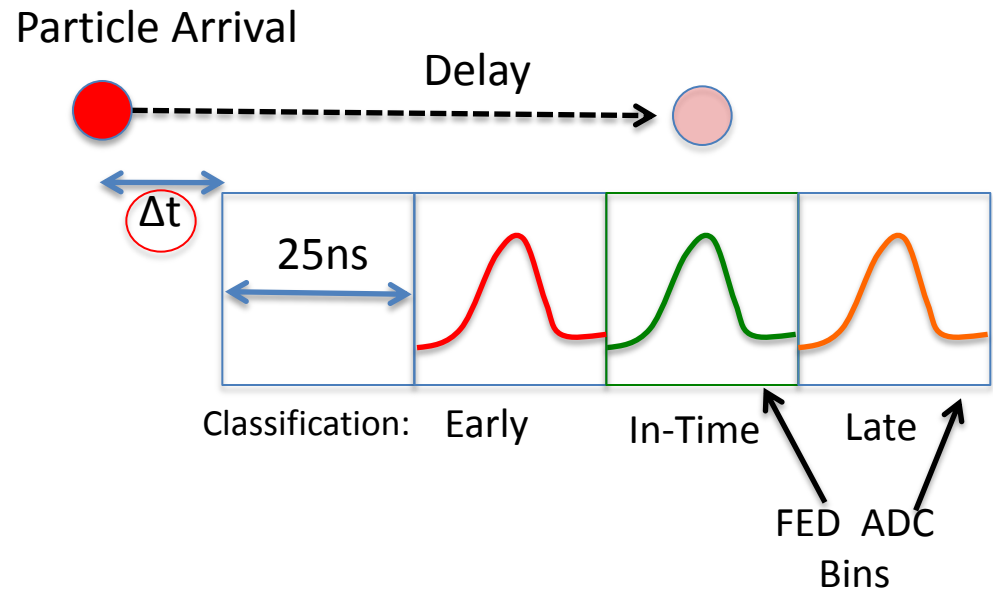 Particle Arrival
Delay
Δt
25ns
Classification: Early In-Time Late
FED ADC
Bins